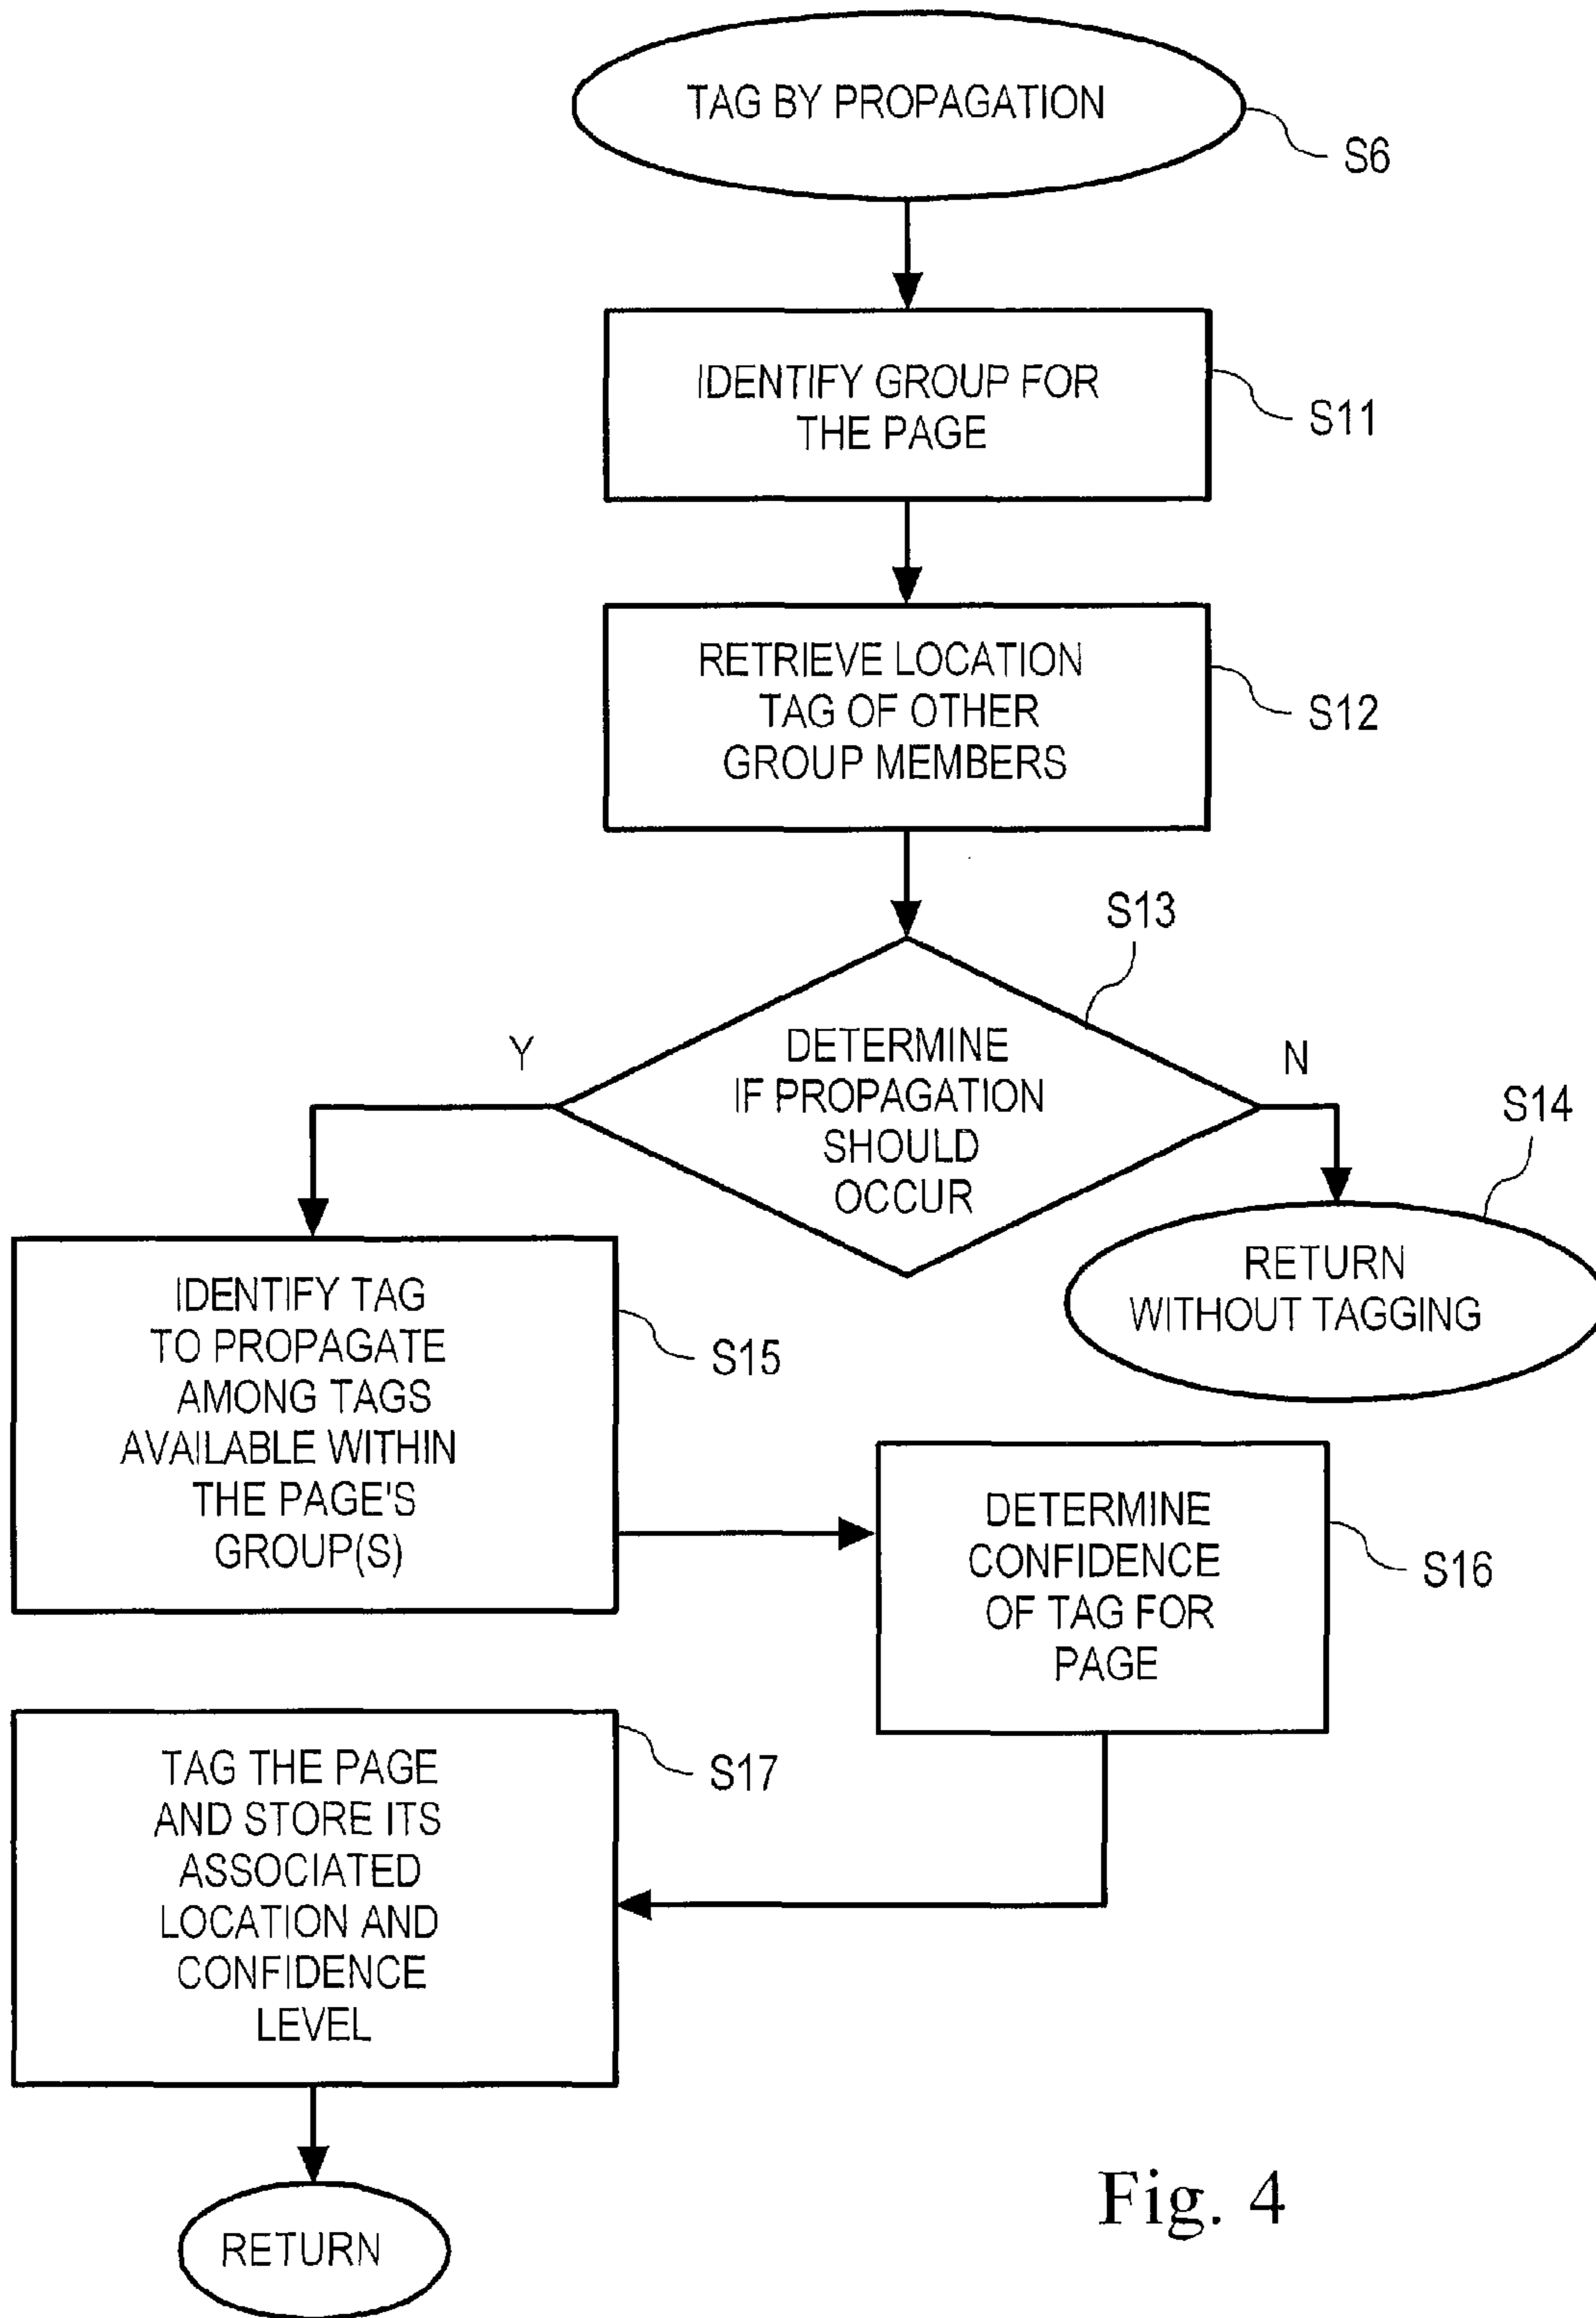 TAG BY PROPAGATION
S6
IDENTIFY GROUP FOR
THE PAGE
S11
RETRIEVE LOCATION
TAG OF OTHER
GROUP MEMBERS
S12
S13
DETERMINE
IF PROPAGATION
SHOULD
OCCUR
Y
N
S14
RETURN
WITHOUT TAGGING
IDENTIFY TAG
TO PROPAGATE
AMONG TAGS
AVAILABLE WITHIN
THE PAGE'S
GROUP(S)
S15
DETERMINE
CONFIDENCE
OF TAG FOR
PAGE
S16
TAG THE PAGE
AND STORE ITS
ASSOCIATED
LOCATION AND
CONFIDENCE
LEVEL
S17
RETURN
Fig. 4